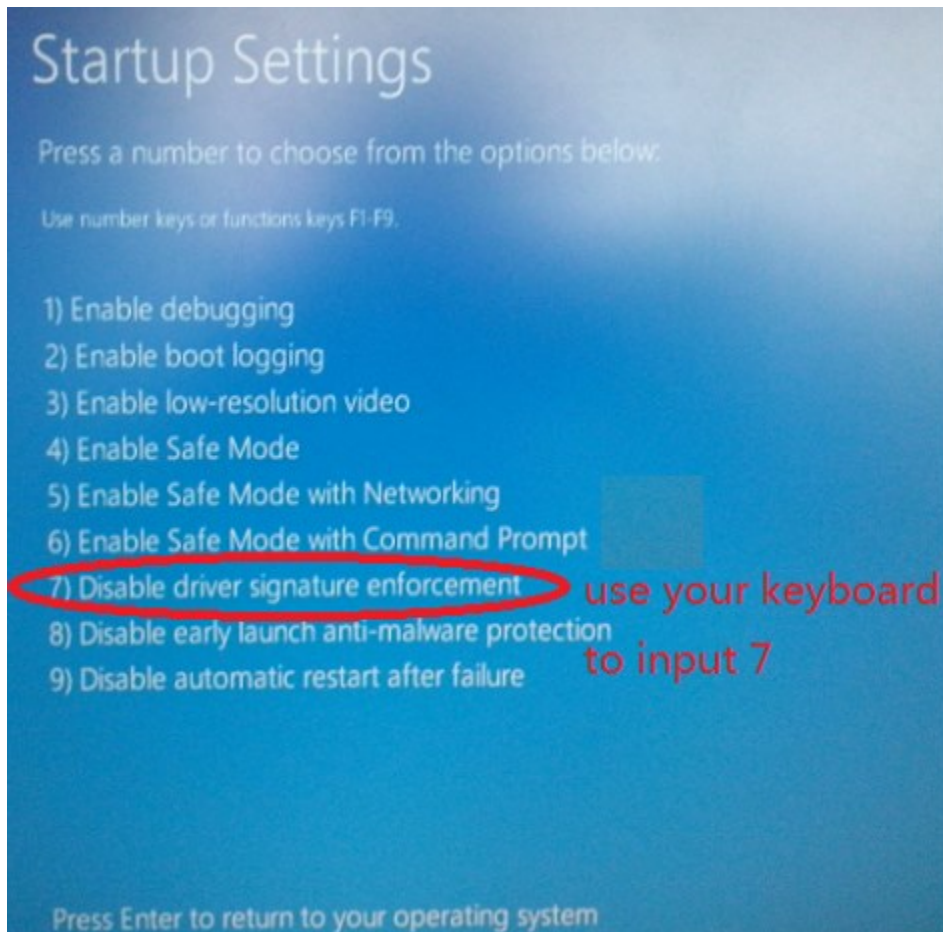 Startup Settings
Press a number to choose from the options below:
Use number keys or functions keys F1-F9.
1) Enable debugging
2) Enable boot logging
3) Enable low-resolution video
4) Enable Safe Mode
5) Enable Safe Mode with Networking
6) Enable Safe Mode with Command Prompt
7) Disable driver signature enforcement
use your keyboard
8) Disable early launch anti-malware protection
to input 7
9) Disable automatic restart after failure
Press Enter to return to your operating system